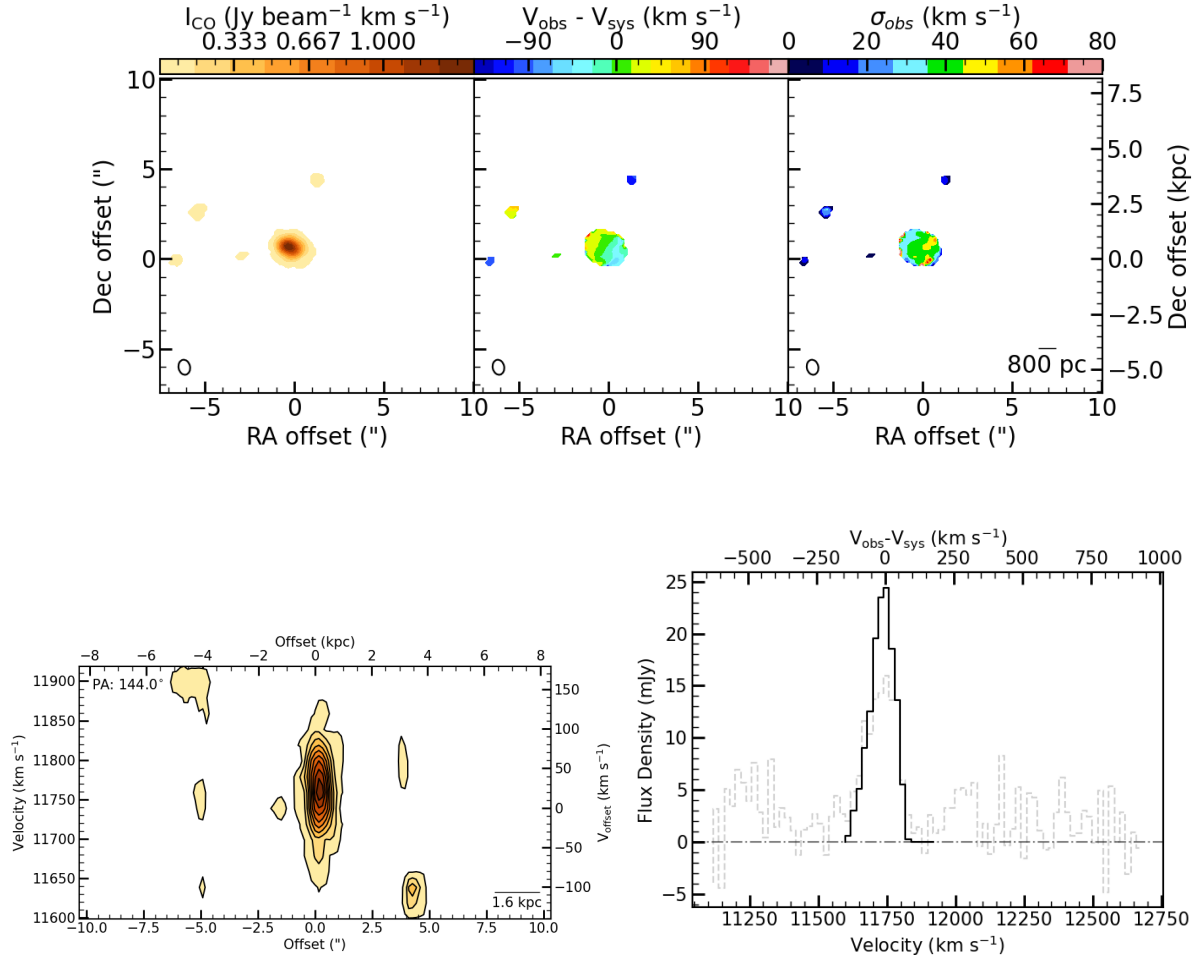 I_CO (Jy beam⁻¹ km s⁻¹) V_obs - V_sys (km s⁻¹) σ_obs (km s⁻¹)
0.333 0.667 1.000 −90 0 90 0 20 40 60 80
10 7.5
5 5.0
2.5
0 0.0
−2.5
−5 −5.0
Dec offset (") Dec offset (kpc)
800 pc
−5 0 5 10 −5 0 5 10 −5 0 5 10
RA offset (") RA offset (") RA offset (")
Offset (kpc)
−8 −6 −4 −2 0 2 4 6 8
PA: 144.0°
11900 150
11850 100
11800 50
11750 0
11700 −50
11650 −100
11600
Velocity (km s⁻¹) V_offset (km s⁻¹)
1.6 kpc
−10.0 −7.5 −5.0 −2.5 0.0 2.5 5.0 7.5 10.0
Offset (")
V_obs-V_sys (km s⁻¹)
−500 −250 0 250 500 750 1000
25
20
15
10
5
0
−5
Flux Density (mJy)
11250 11500 11750 12000 12250 12500 12750
Velocity (km s⁻¹)